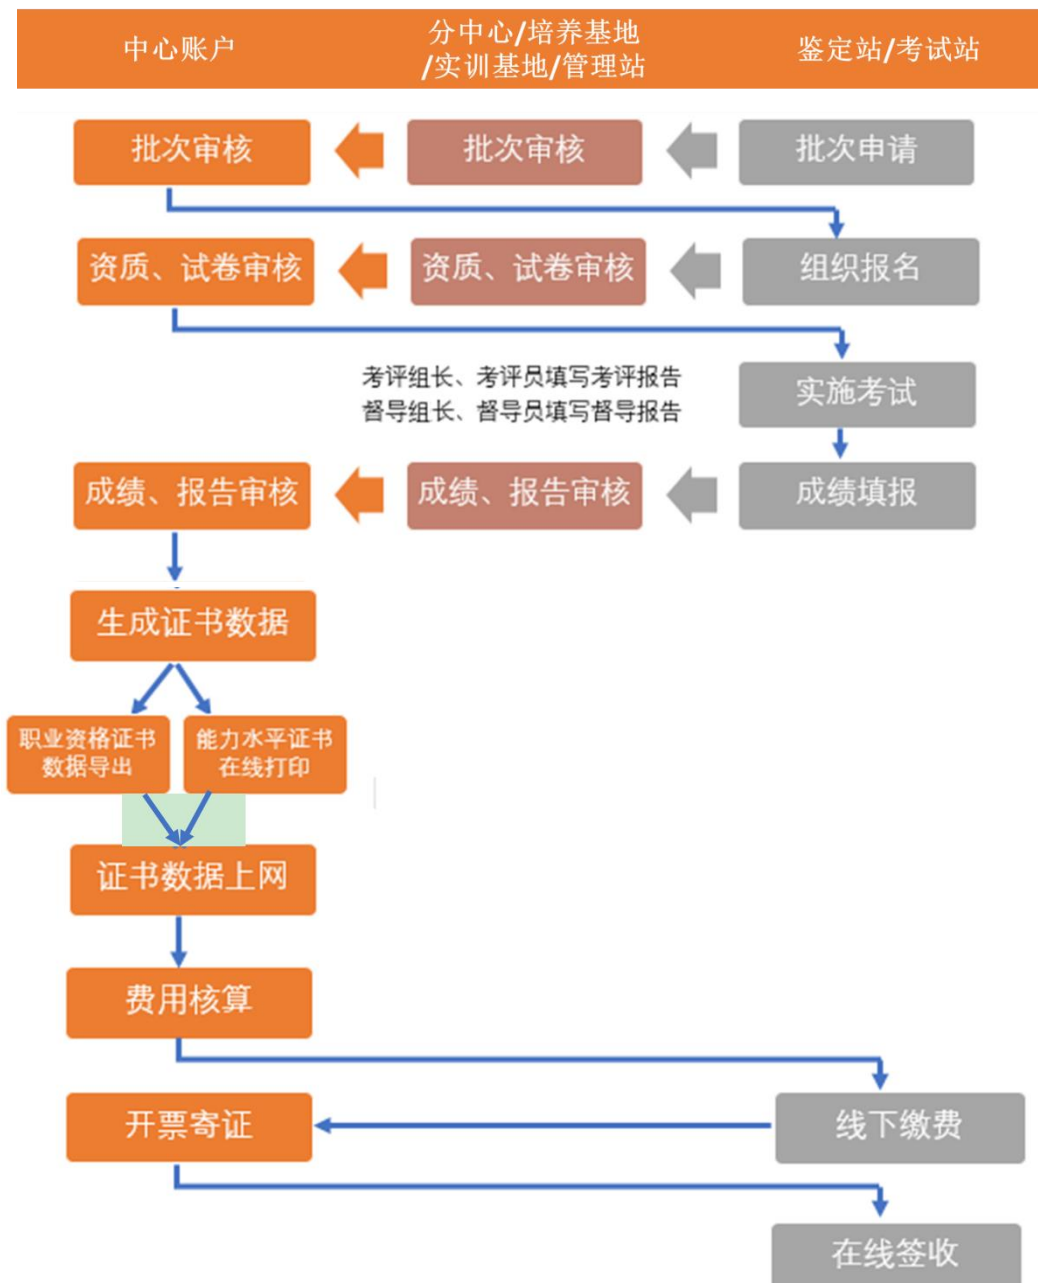 中心账户
分中心/培养基地
/实训基地/管理站
鉴定站/考试站
批次审核
批次审核
批次申请
资质、试卷审核
资质、试卷审核
组织报名
考评组长、考评员填写考评报告
督导组长、督导员填写督导报告
实施考试
成绩、报告审核
成绩、报告审核
成绩填报
生成证书数据
职业资格证书
数据导出
能力水平证书
在线打印
证书数据上网
费用核算
开票寄证
线下缴费
在线签收